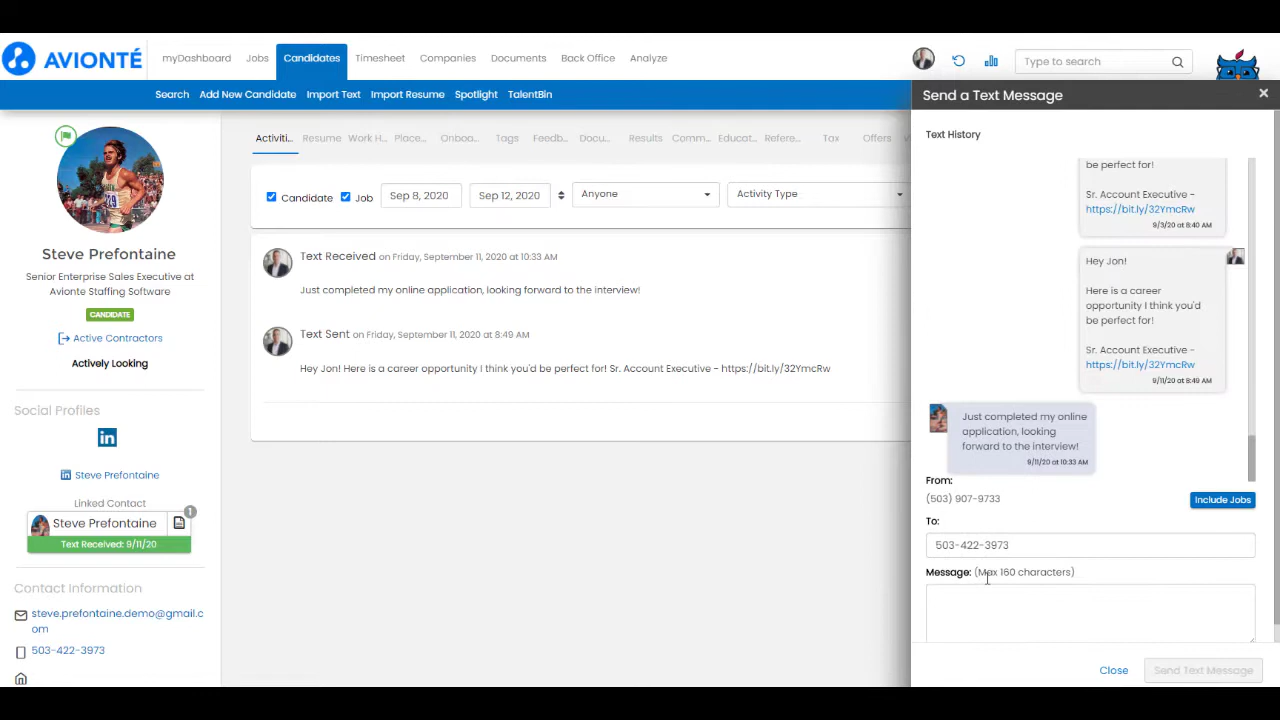 AVIONTÉ
myDashboard Jobs Candidates Timesheet Companies Documents Back Office Analyze
Type to search
Search Add New Candidate Import Text Import Resume Spotlight TalentBin
Steve Prefontaine
Senior Enterprise Sales Executive at
Avionte Staffing Software
CANDIDATE
Active Contractors
Actively Looking
Social Profiles
Steve Prefontaine
Linked Contact
Steve Prefontaine
1
Text Received: 9/11/20
Contact Information
steve.prefontaine.demo@gmail.c
om
503-422-3973
Activiti... Resume Work H... Place... Onboa... Tags Feedb... Docu... Results Comm... Educat... Refere... Tax Offers
Candidate Job Sep 8, 2020 Sep 12, 2020 Anyone Activity Type
Text Received on Friday, September 11, 2020 at 10:33 AM
Just completed my online application, looking forward to the interview!
Text Sent on Friday, September 11, 2020 at 8:49 AM
Hey Jon! Here is a career opportunity I think you'd be perfect for! Sr. Account Executive - https://bit.ly/32YmcRw
Send a Text Message
Text History
be perfect for!
Sr. Account Executive -
https://bit.ly/32YmcRw
9/3/20 at 8:40 AM
Hey Jon!
Here is a career
opportunity I think you'd
be perfect for!
Sr. Account Executive -
https://bit.ly/32YmcRw
9/11/20 at 8:49 AM
Just completed my online
application, looking
forward to the interview!
9/11/20 at 10:33 AM
From:
(503) 907-9733
Include Jobs
To:
503-422-3973
Message: (Max 160 characters)
Close Send Text Message